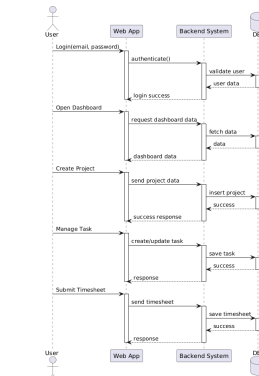 User
Web App
Backend System
Login(email, password)
authenticate()
validate user
user data
login success
Open Dashboard
request dashboard data
fetch data
data
dashboard data
Create Project
send project data
insert project
success
success response
Manage Task
create/update task
save task
success
response
Submit Timesheet
send timesheet
save timesheet
success
response
User
Web App
Backend System